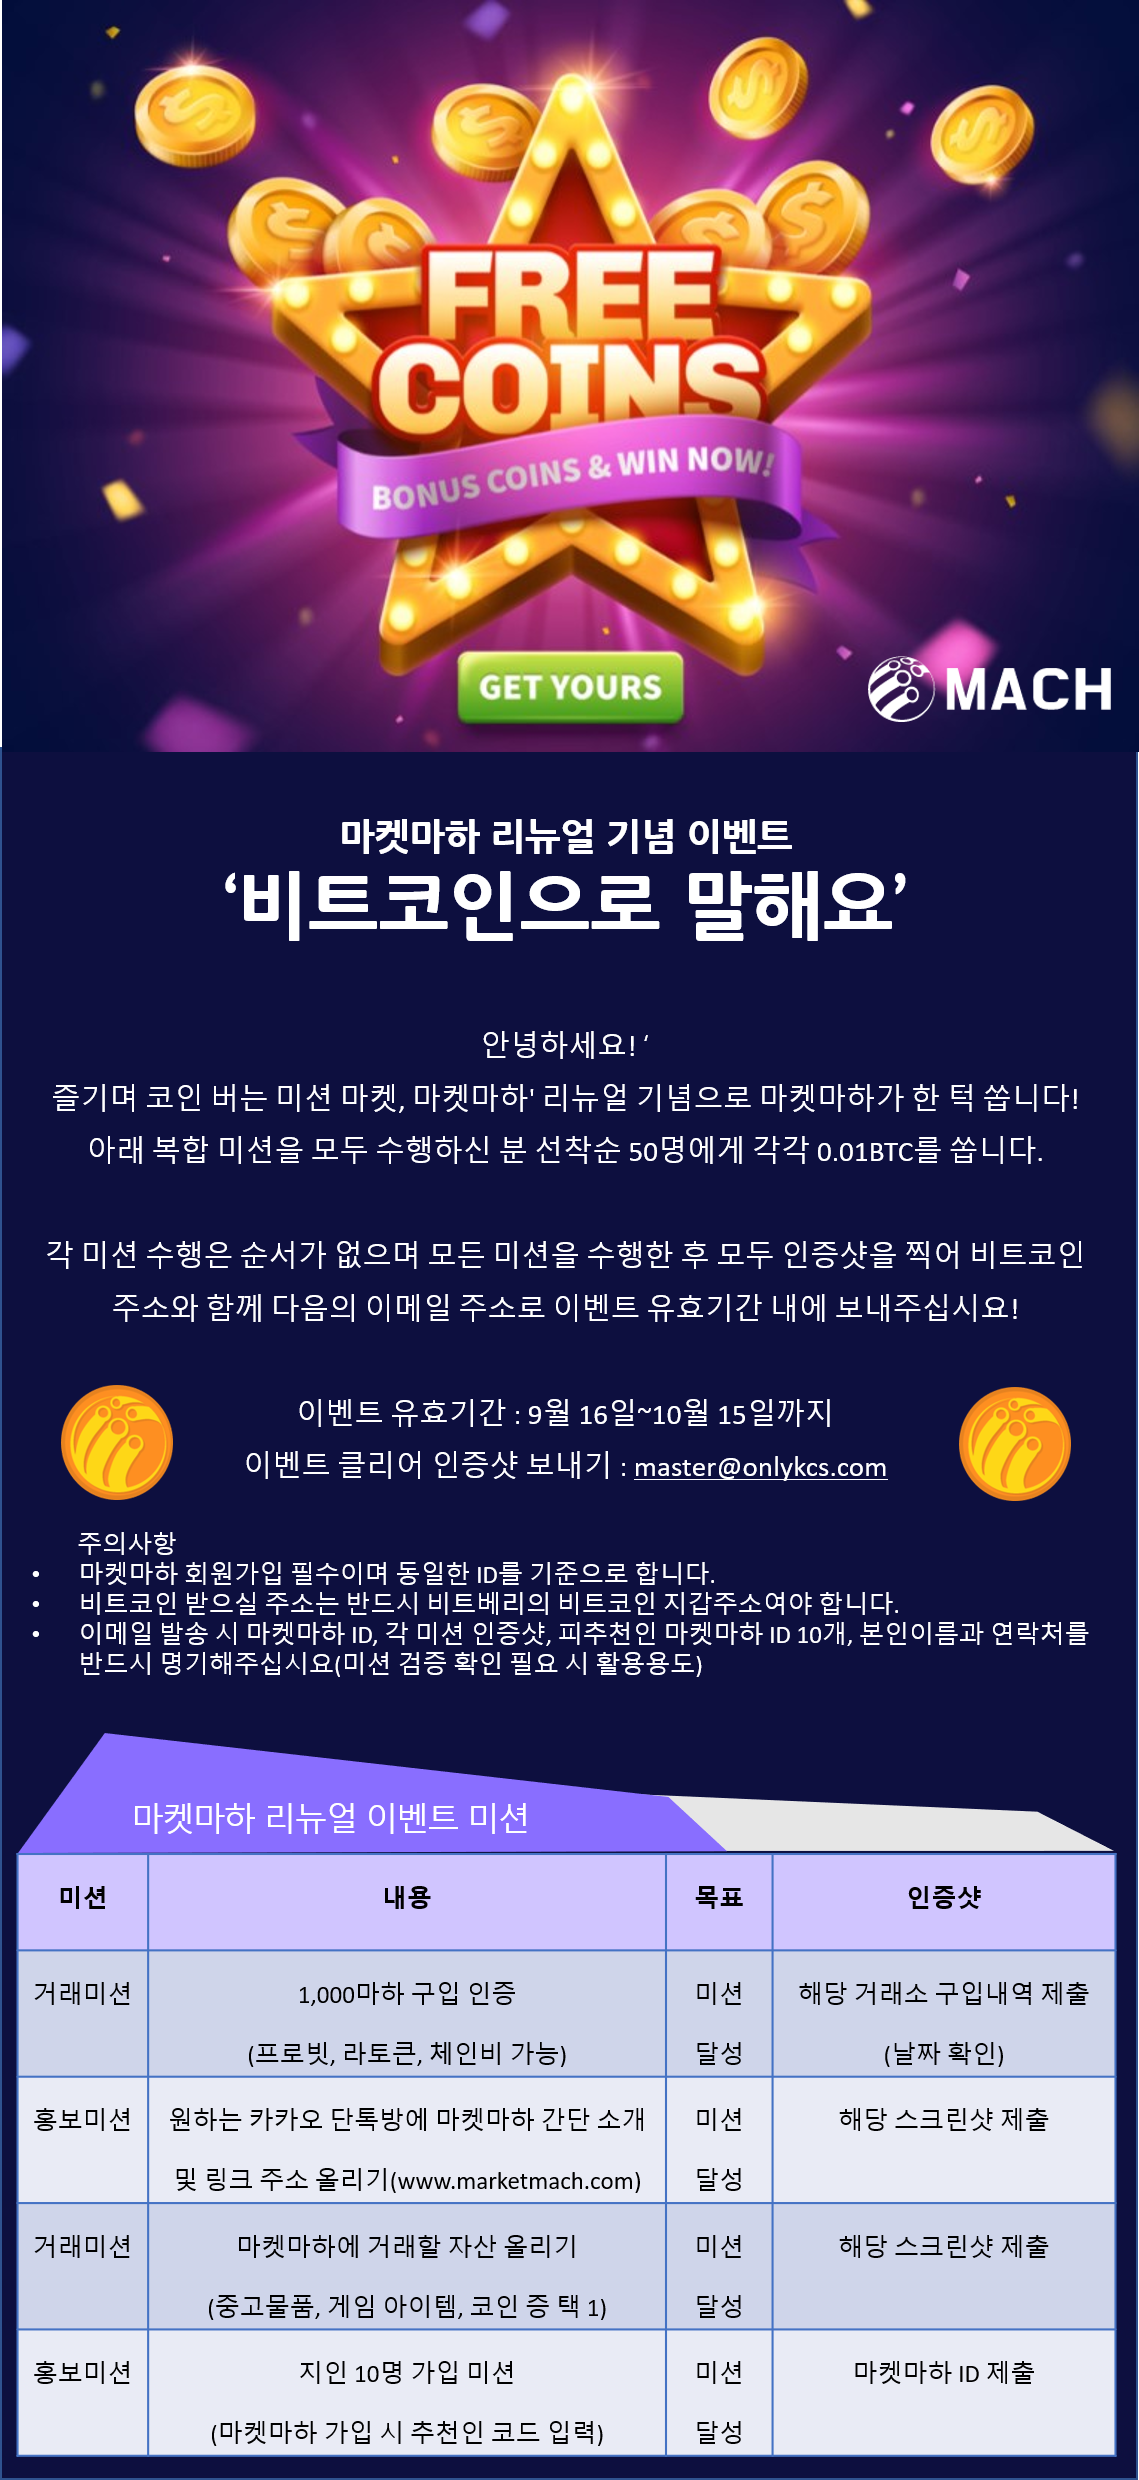 FREE
COINS
BONUS COINS & WIN NOW!
GET YOURS
MACH
마켓마하 리뉴얼 기념 이벤트
‘비트코인으로 말해요’
안녕하세요! ‘
즐기며 코인 버는 미션 마켓, 마켓마하' 리뉴얼 기념으로 마켓마하가 한 턱 쏩니다!
아래 복합 미션을 모두 수행하신 분 선착순 50명에게 각각 0.01BTC를 쏩니다.
각 미션 수행은 순서가 없으며 모든 미션을 수행한 후 모두 인증샷을 찍어 비트코인
주소와 함께 다음의 이메일 주소로 이벤트 유효기간 내에 보내주십시요!
이벤트 유효기간 : 9월 16일~10월 15일까지
이벤트 클리어 인증샷 보내기 : master@onlykcs.com
주의사항
• 마켓마하 회원가입 필수이며 동일한 ID를 기준으로 합니다.
• 비트코인 받으실 주소는 반드시 비트베리의 비트코인 지갑주소여야 합니다.
• 이메일 발송 시 마켓마하 ID, 각 미션 인증샷, 피추천인 마켓마하 ID 10개, 본인이름과 연락처를
반드시 명기해주십시요(미션 검증 확인 필요 시 활용용도)
마켓마하 리뉴얼 이벤트 미션
미션 내용 목표 인증샷
거래미션 1,000마하 구입 인증 미션 해당 거래소 구입내역 제출
(프로빗, 라토큰, 체인비 가능) 달성 (날짜 확인)
홍보미션 원하는 카카오 단톡방에 마켓마하 간단 소개 미션 해당 스크린샷 제출
및 링크 주소 올리기(www.marketmach.com) 달성
거래미션 마켓마하에 거래할 자산 올리기 미션 해당 스크린샷 제출
(중고물품, 게임 아이템, 코인 증 택 1) 달성
홍보미션 지인 10명 가입 미션 미션 마켓마하 ID 제출
(마켓마하 가입 시 추천인 코드 입력) 달성